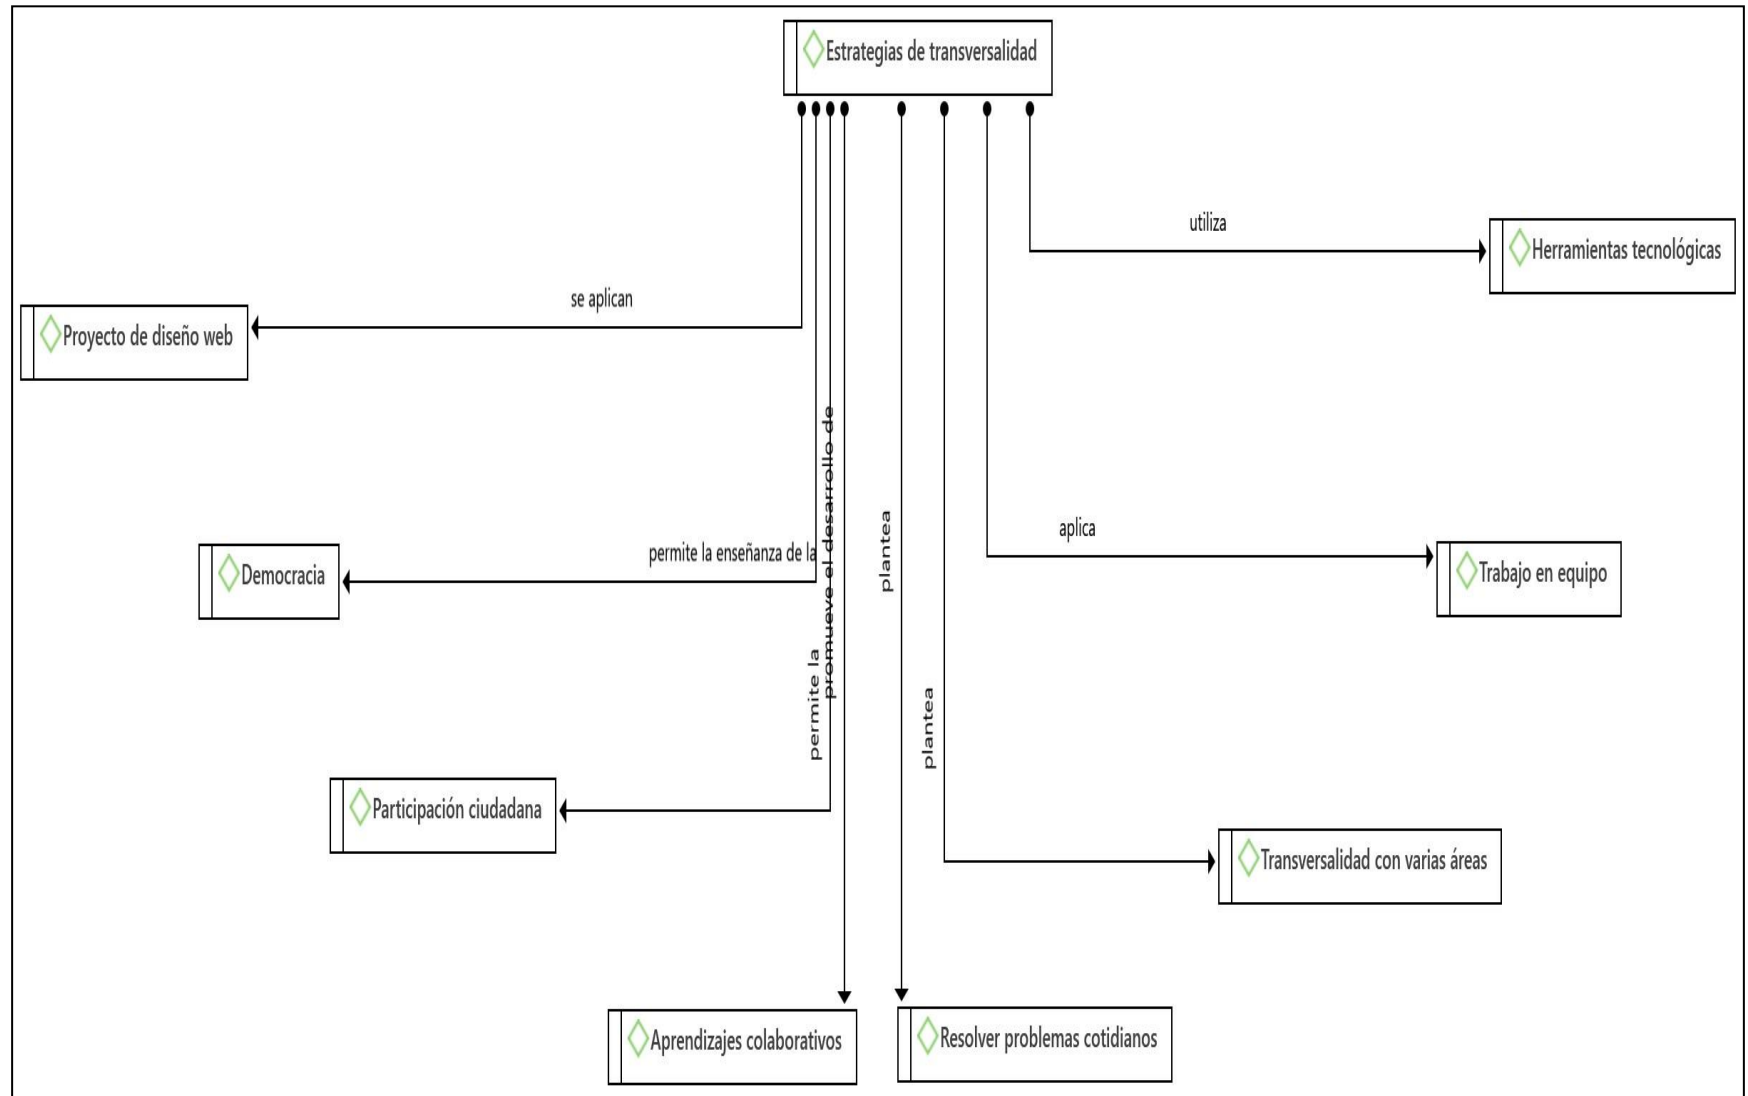 Estrategias de transversalidad
utiliza
Herramientas tecnológicas
se aplican
Proyecto de diseño web
promueve el desarrollo de
plantea
aplica
permite la enseñanza de la
Democracia
Trabajo en equipo
permite la
plantea
Participación ciudadana
Transversalidad con varias áreas
Aprendizajes colaborativos
Resolver problemas cotidianos